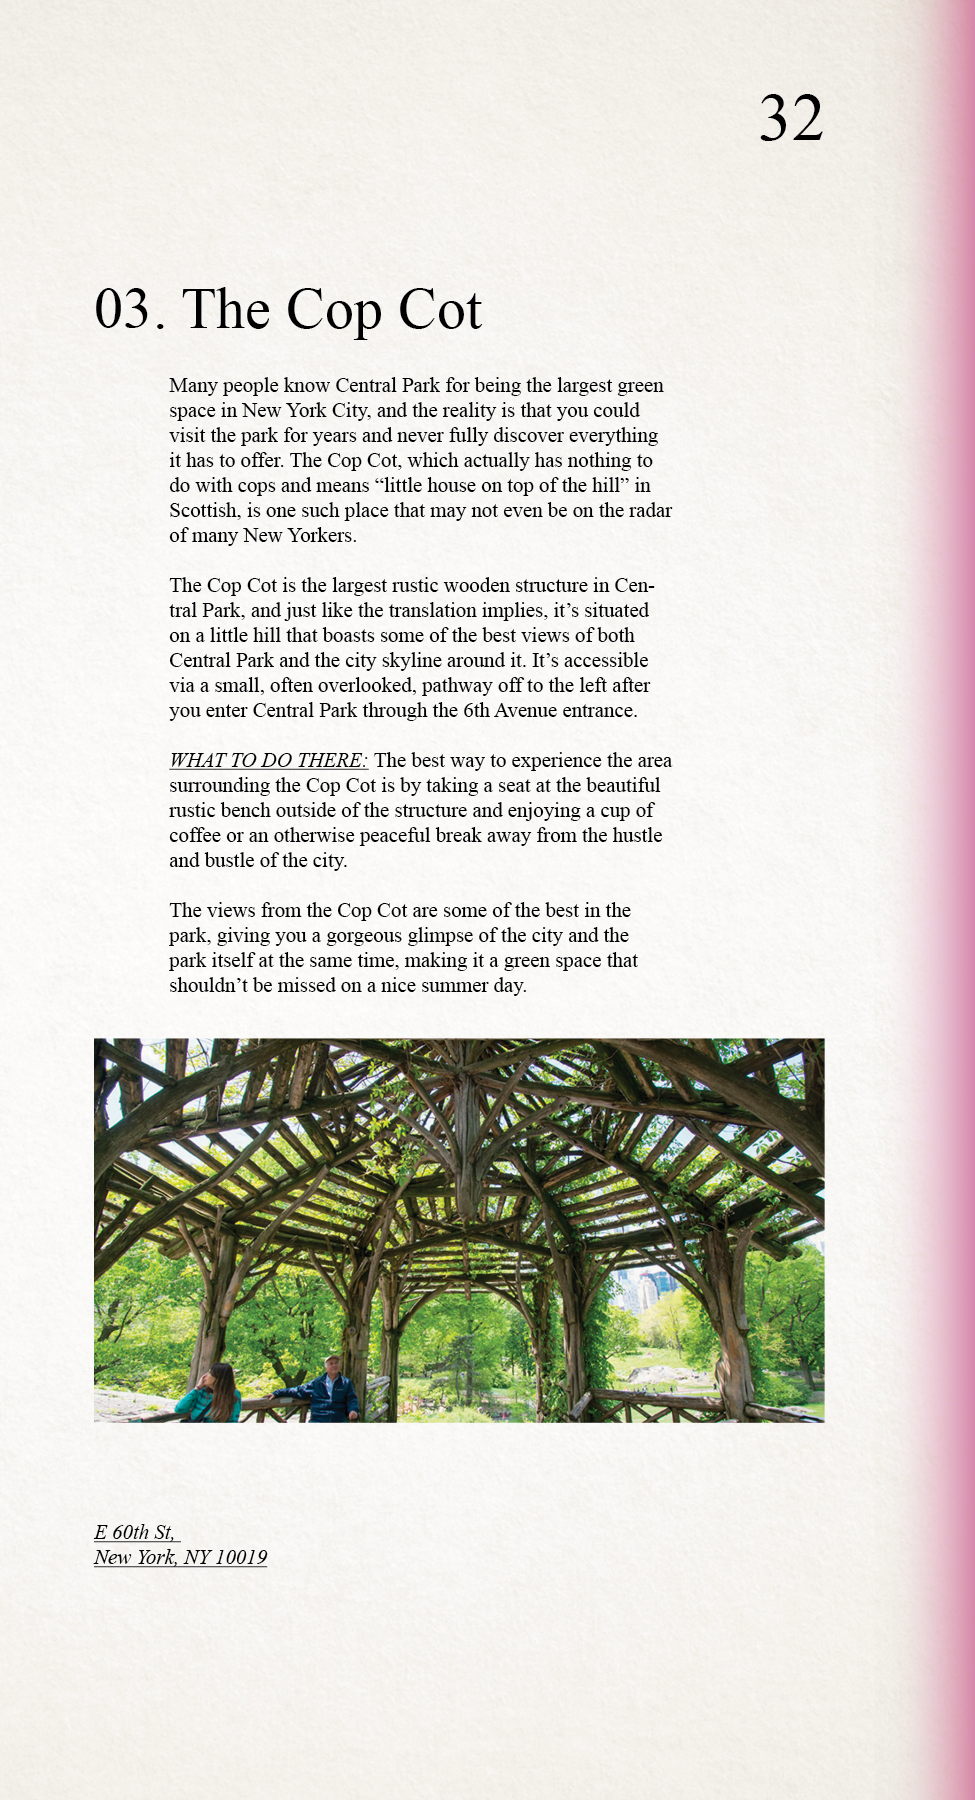 32
03. The Cop Cot
Many people know Central Park for being the largest green
space in New York City, and the reality is that you could
visit the park for years and never fully discover everything
it has to offer. The Cop Cot, which actually has nothing to
do with cops and means “little house on top of the hill” in
Scottish, is one such place that may not even be on the radar
of many New Yorkers.
The Cop Cot is the largest rustic wooden structure in Cen-
tral Park, and just like the translation implies, it’s situated
on a little hill that boasts some of the best views of both
Central Park and the city skyline around it. It’s accessible
via a small, often overlooked, pathway off to the left after
you enter Central Park through the 6th Avenue entrance.
WHAT TO DO THERE: The best way to experience the area
surrounding the Cop Cot is by taking a seat at the beautiful
rustic bench outside of the structure and enjoying a cup of
coffee or an otherwise peaceful break away from the hustle
and bustle of the city.
The views from the Cop Cot are some of the best in the
park, giving you a gorgeous glimpse of the city and the
park itself at the same time, making it a green space that
shouldn’t be missed on a nice summer day.
E 60th St,
New York, NY 10019